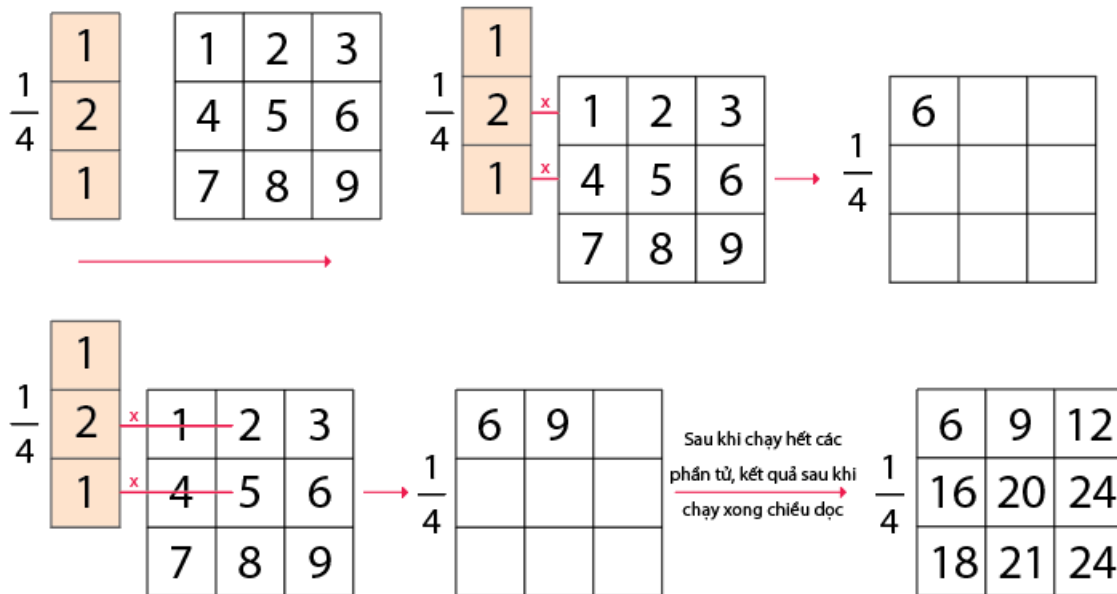 1
4
1
2
1
1 2 3
4 5 6
7 8 9
1
4
1
2
1
x
x
1 2 3
4 5 6
7 8 9
1
4
6
1
4
1
2
1
x
x
1 2 3
4 5 6
7 8 9
1
4
6 9
Sau khi chạy hết các
phần tử, kết quả sau khi
chạy xong chiều dọc
1
4
6 9 12
16 20 24
18 21 24